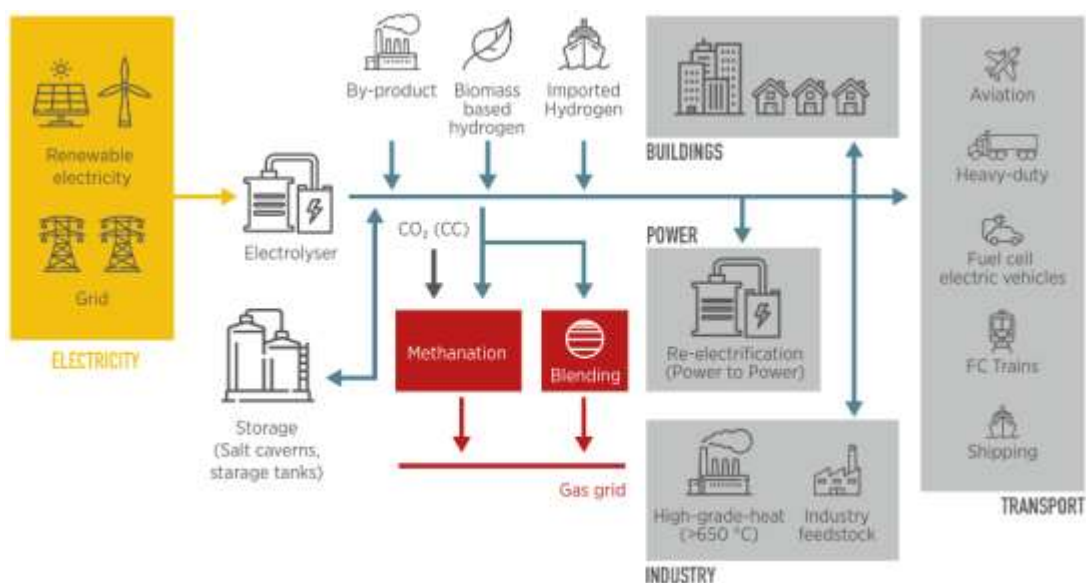 By-product
Biomass
based
hydrogen
Imported
Hydrogen
BUILDINGS
Aviation
Heavy-duty
Fuel cell
electric vehicles
FC Trains
Shipping
TRANSPORT
Renewable
electricity
Grid
ELECTRICITY
Electrolyser
CO₂ (CC)
POWER
Methanation
Blending
Re-electrification
(Power to Power)
Storage
(Salt caverns,
starage tanks)
Gas grid
High-grade-heat
(>650 °C)
Industry
feedstock
INDUSTRY